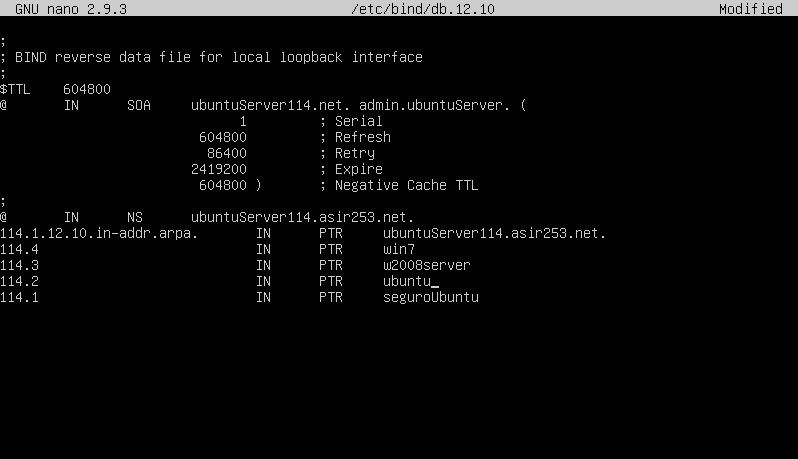 GNU nano 2.9.3 /etc/bind/db.12.10 Modified
;
; BIND reverse data file for local loopback interface
;
$TTL 604800
@ IN SOA ubuntuServer114.net. admin.ubuntuServer. (
1 ; Serial
604800 ; Refresh
86400 ; Retry
2419200 ; Expire
604800 ) ; Negative Cache TTL
;
@ IN NS ubuntuServer114.asir253.net.
114.1.12.10.in-addr.arpa. IN PTR ubuntuServer114.asir253.net.
114.4 IN PTR win7
114.3 IN PTR w2008server
114.2 IN PTR ubuntu
114.1 IN PTR seguroUbuntu